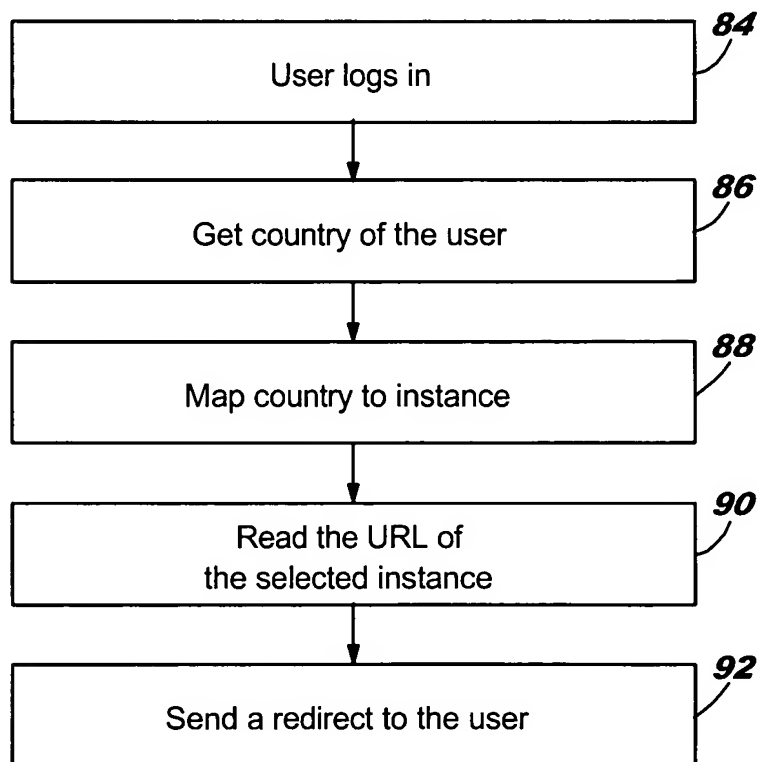 84
User logs in
86
Get country of the user
88
Map country to instance
90
Read the URL of
the selected instance
92
Send a redirect to the user